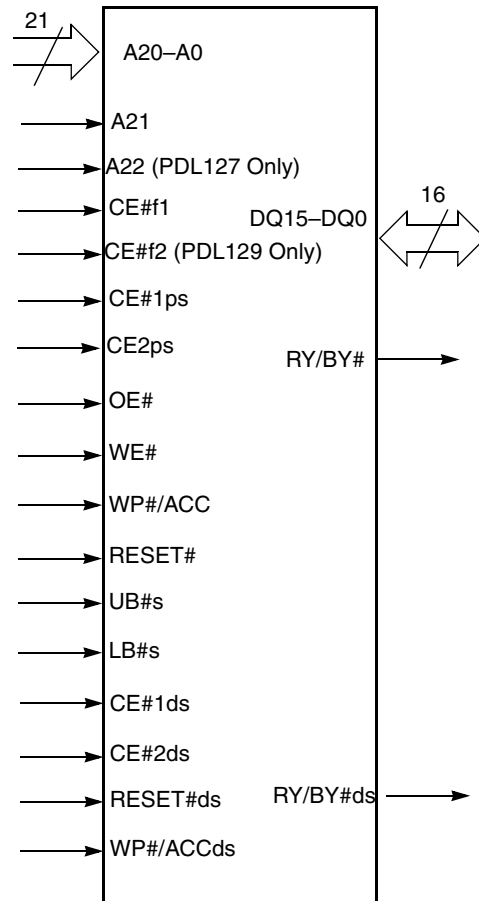 21
A20–A0
A21
A22 (PDL127 Only)
CE#f1
16
DQ15–DQ0
CE#f2 (PDL129 Only)
CE#1ps
CE2ps
RY/BY#
OE#
WE#
WP#/ACC
RESET#
UB#s
LB#s
CE#1ds
CE#2ds
RESET#ds
RY/BY#ds
WP#/ACCds